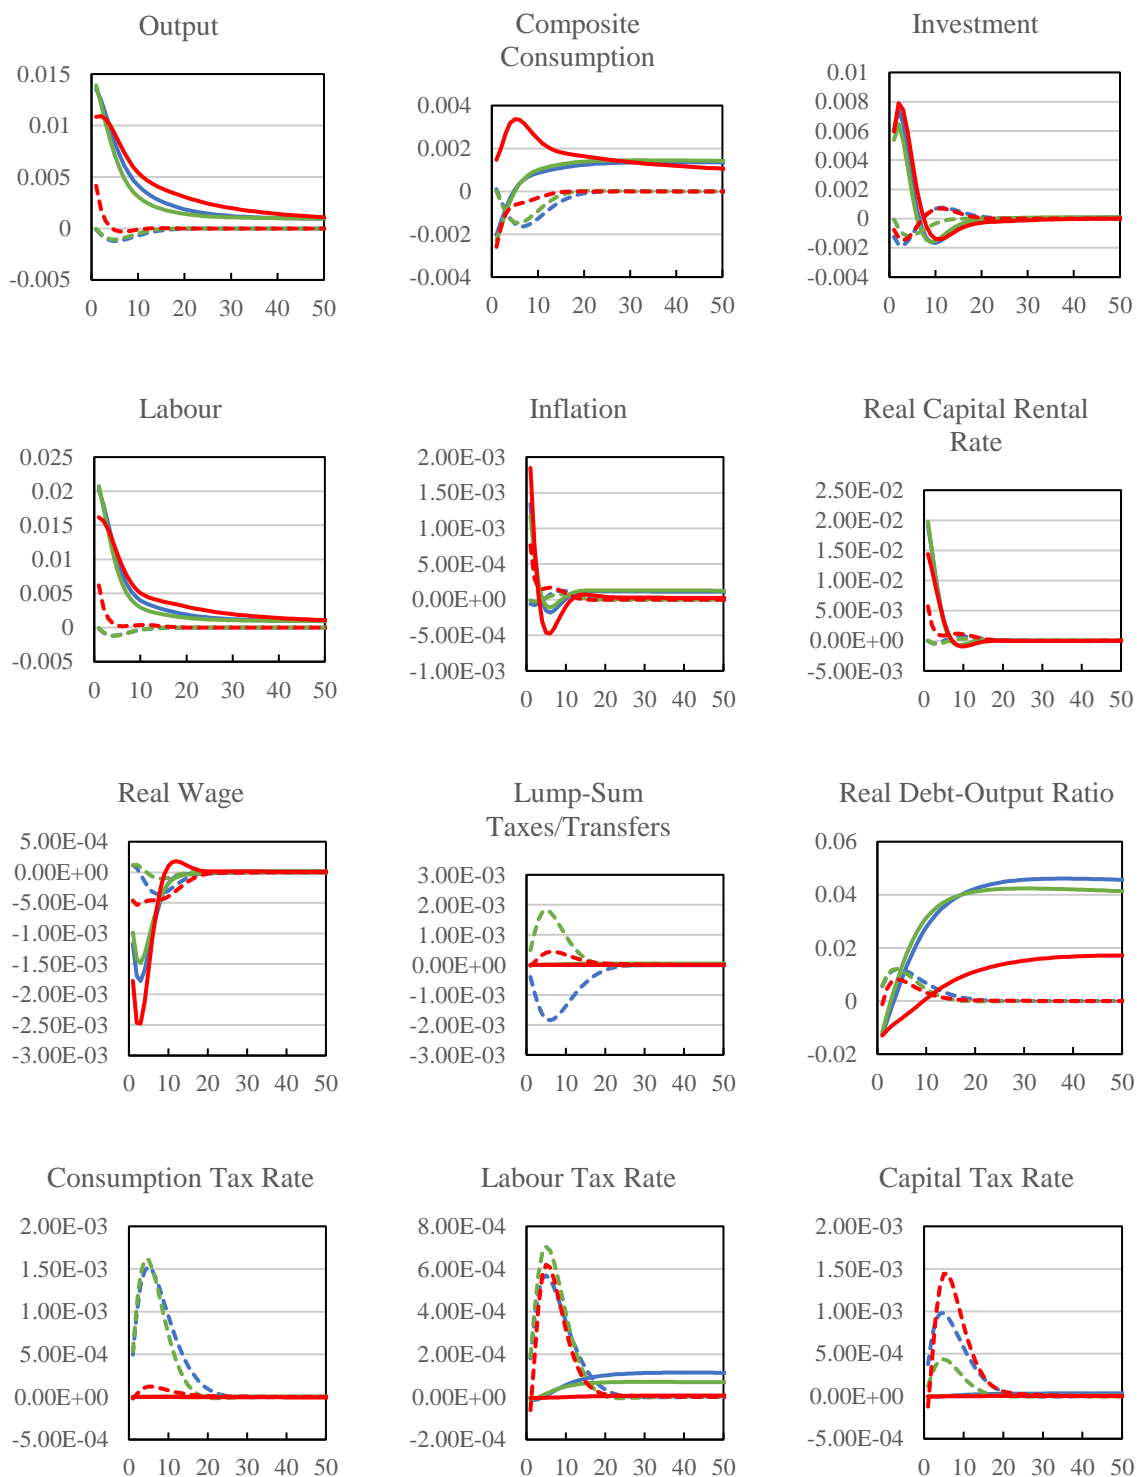 Output
0.015
0.01
0.005
0
-0.005
0 10 20 30 40 50
Composite
Consumption
0.004
0.002
0
-0.002
-0.004
0 10 20 30 40 50
Investment
0.01
0.008
0.006
0.004
0.002
0
-0.002
-0.004
0 10 20 30 40 50
Labour
0.025
0.02
0.015
0.01
0.005
0
-0.005
0 10 20 30 40 50
Inflation
2.00E-03
1.50E-03
1.00E-03
5.00E-04
0.00E+00
-5.00E-04
-1.00E-03
0 10 20 30 40 50
Real Capital Rental
Rate
2.50E-02
2.00E-02
1.50E-02
1.00E-02
5.00E-03
0.00E+00
-5.00E-03
0 10 20 30 40 50
Real Wage
5.00E-04
0.00E+00
-5.00E-04
-1.00E-03
-1.50E-03
-2.00E-03
-2.50E-03
-3.00E-03
0 10 20 30 40 50
Lump-Sum
Taxes/Transfers
3.00E-03
2.00E-03
1.00E-03
0.00E+00
-1.00E-03
-2.00E-03
-3.00E-03
0 10 20 30 40 50
Real Debt-Output Ratio
0.06
0.04
0.02
0
-0.02
0 10 20 30 40 50
Consumption Tax Rate
2.00E-03
1.50E-03
1.00E-03
5.00E-04
0.00E+00
-5.00E-04
0 10 20 30 40 50
Labour Tax Rate
8.00E-04
6.00E-04
4.00E-04
2.00E-04
0.00E+00
-2.00E-04
0 10 20 30 40 50
Capital Tax Rate
2.00E-03
1.50E-03
1.00E-03
5.00E-04
0.00E+00
-5.00E-04
0 10 20 30 40 50